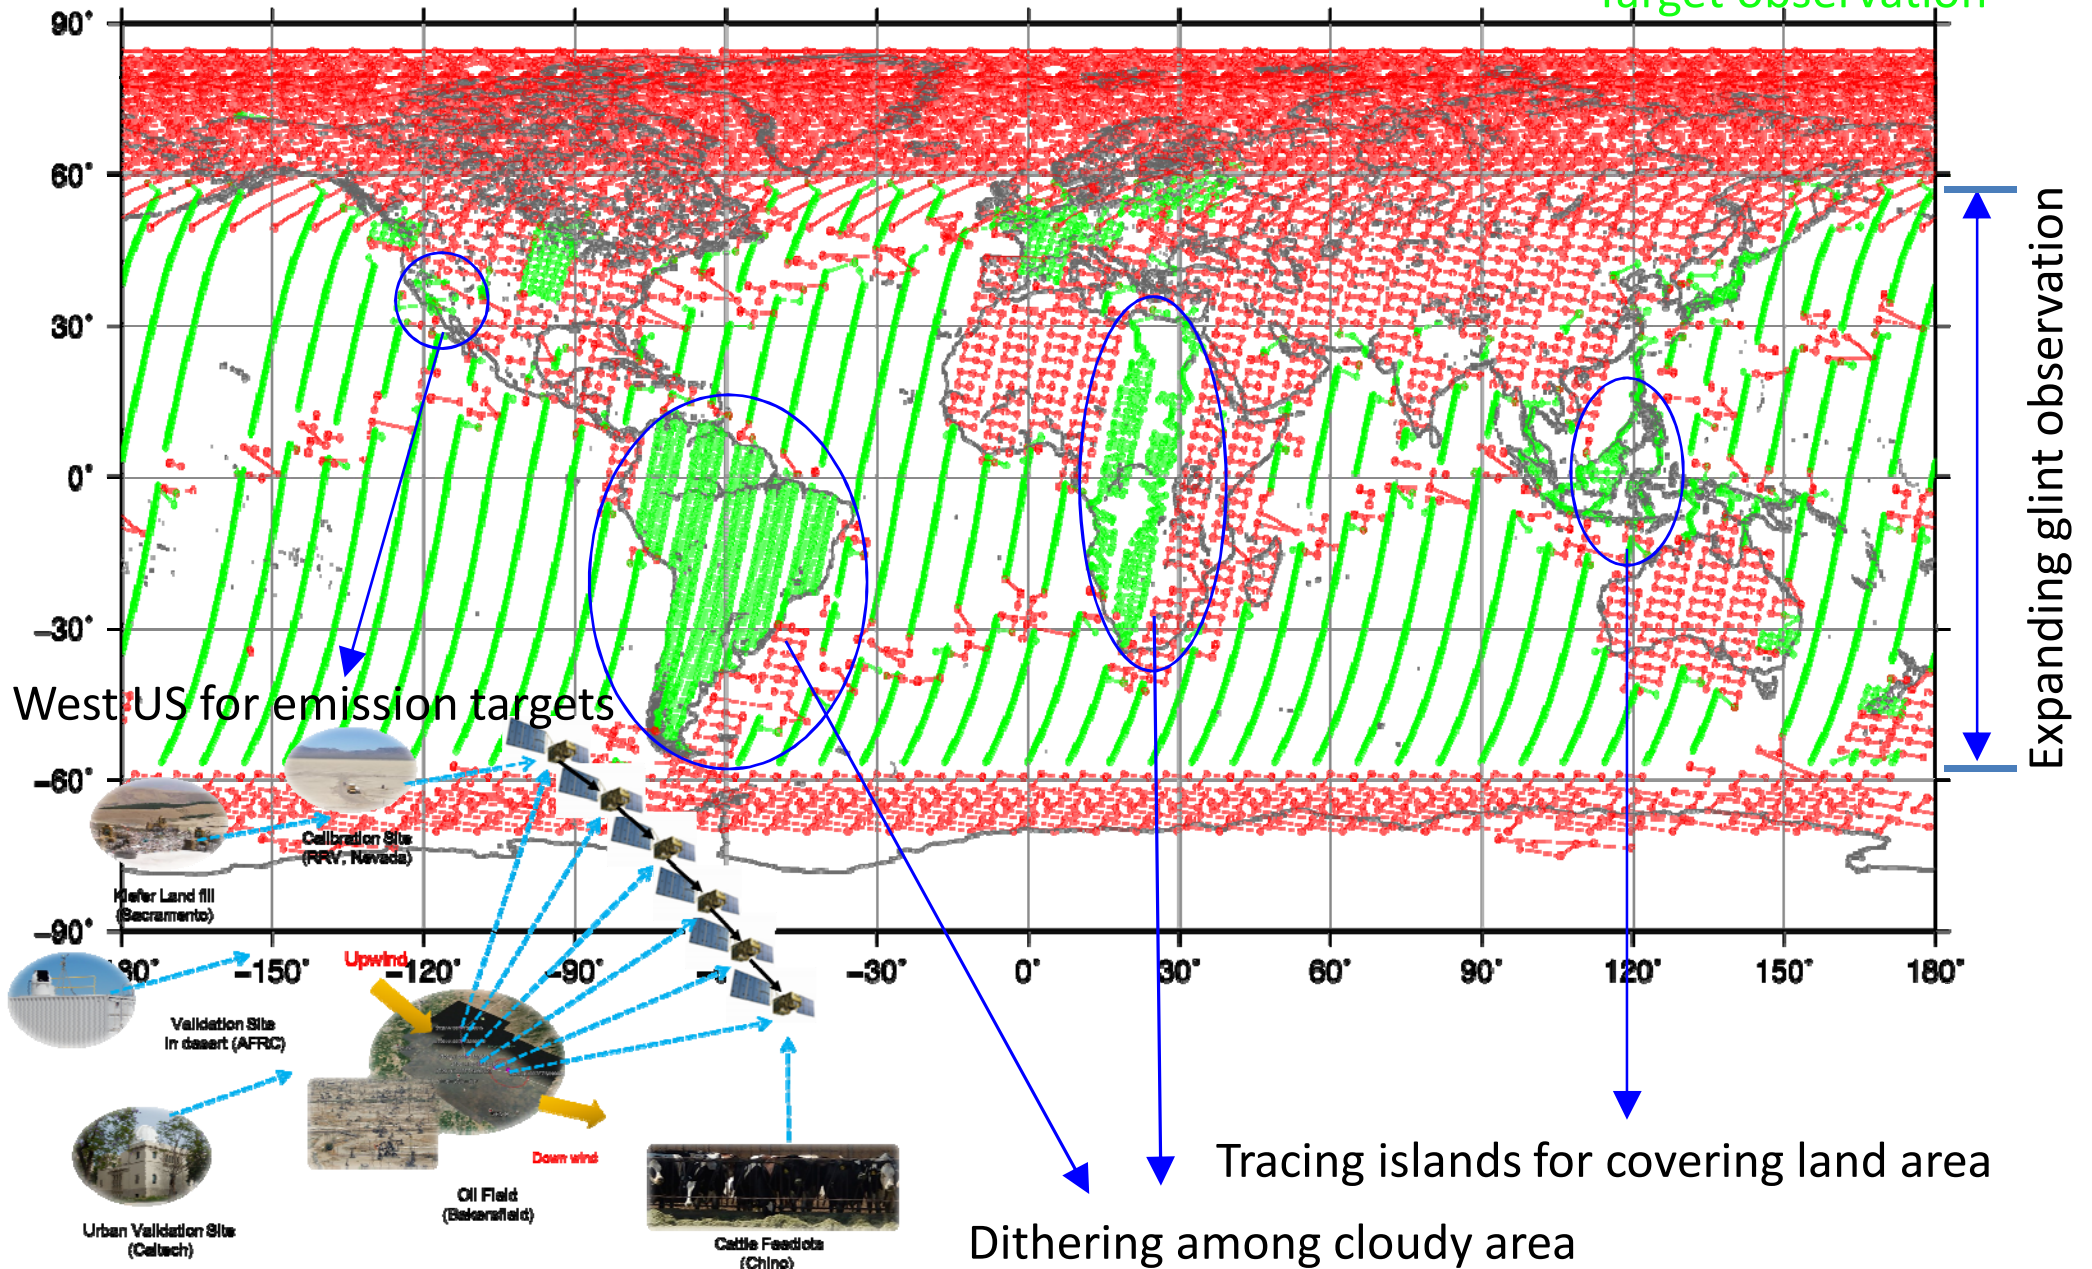 Target observation
90°
60°
30°
0°
−30°
−60°
−90°
Expanding glint observation
West US for emission targets
Calibration Site
(RRV, Nevada)
Kiefer Land fill
(Sacramento)
−150°
−120°
−90°
−30°
0°
30°
60°
90°
120°
150°
180°
Upwind
Validation Site
in desert (AFRC)
Down wind
Oil Field
(Bakersfield)
Urban Validation Site
(Caltech)
Cattle Feedlots
(Chino)
Tracing islands for covering land area
Dithering among cloudy area